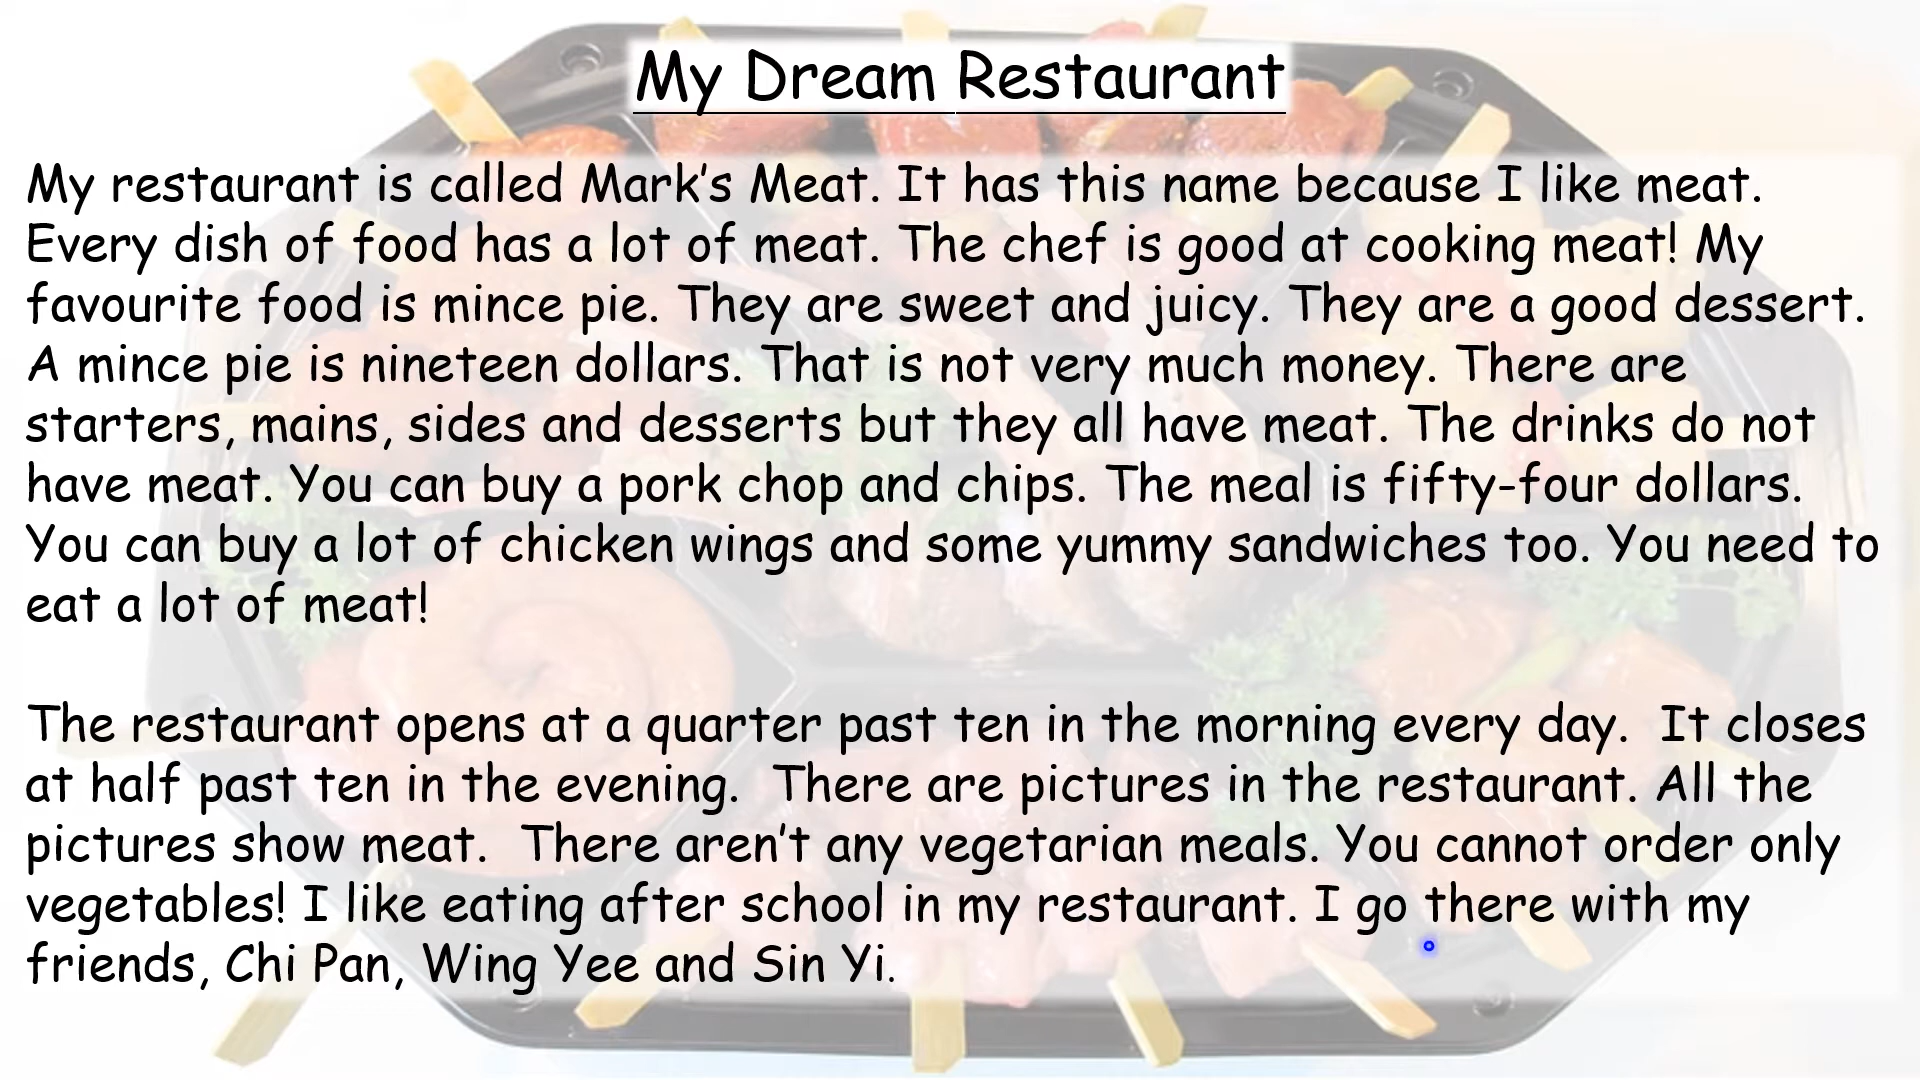 My Dream Restaurant
My restaurant is called Mark’s Meat. It has this name because I like meat.
Every dish of food has a lot of meat. The chef is good at cooking meat! My
favourite food is mince pie. They are sweet and juicy. They are a good dessert.
A mince pie is nineteen dollars. That is not very much money. There are
starters, mains, sides and desserts but they all have meat. The drinks do not
have meat. You can buy a pork chop and chips. The meal is fifty-four dollars.
You can buy a lot of chicken wings and some yummy sandwiches too. You need to
eat a lot of meat!
The restaurant opens at a quarter past ten in the morning every day.  It closes
at half past ten in the evening.  There are pictures in the restaurant. All the
pictures show meat.  There aren’t any vegetarian meals. You cannot order only
vegetables! I like eating after school in my restaurant. I go there with my
friends, Chi Pan, Wing Yee and Sin Yi.